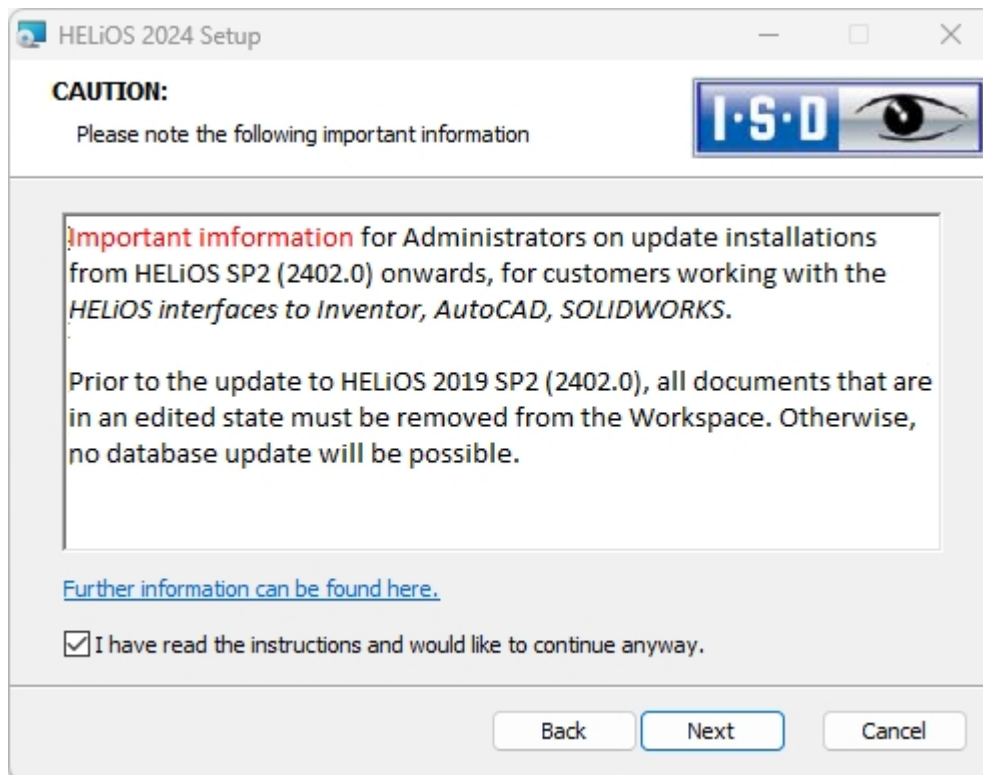 HELiOS 2024 Setup
CAUTION:
Please note the following important information
I·S·D
Important imformation for Administrators on update installations
from HELiOS SP2 (2402.0) onwards, for customers working with the
HELiOS interfaces to Inventor, AutoCAD, SOLIDWORKS.
Prior to the update to HELiOS 2019 SP2 (2402.0), all documents that are
in an edited state must be removed from the Workspace. Otherwise,
no database update will be possible.
Further information can be found here.
I have read the instructions and would like to continue anyway.
Back Next Cancel